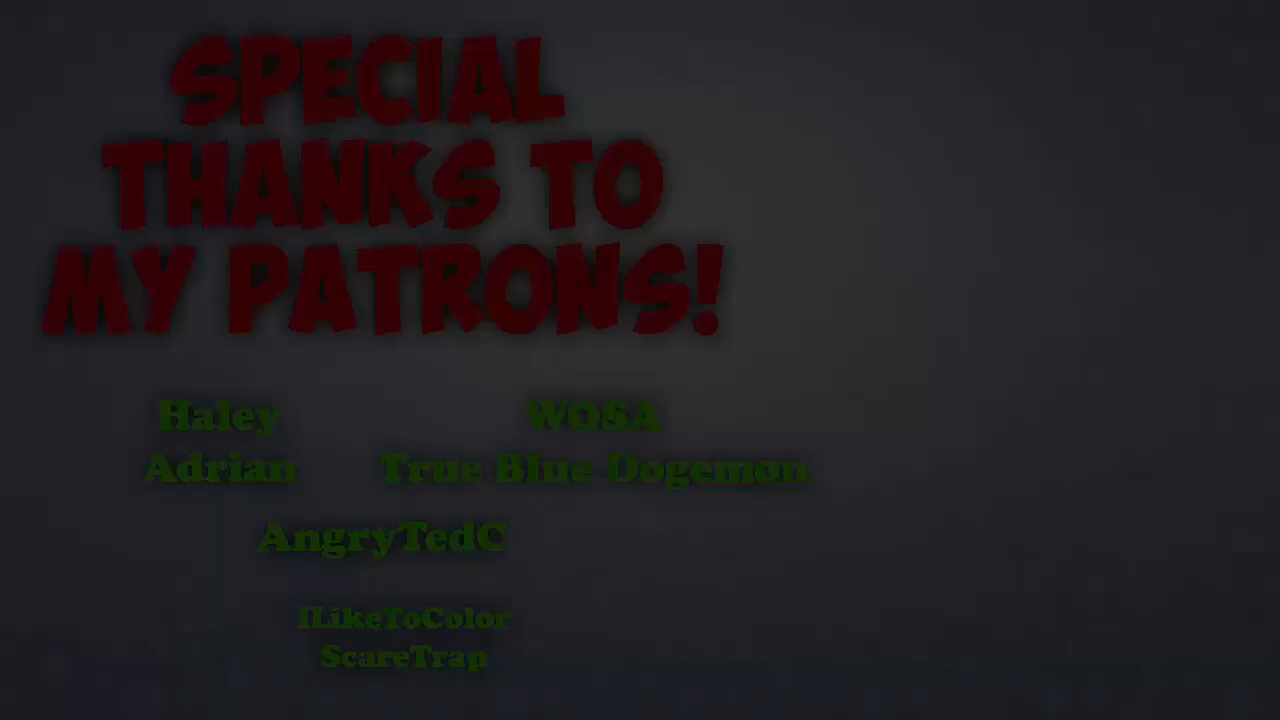 SPECIAL
THANKS TO
MY PATRONS!
Haley
WOSA
Adrian
True Blue Dogemon
AngryTedC
ILikeToColor
ScareTrap